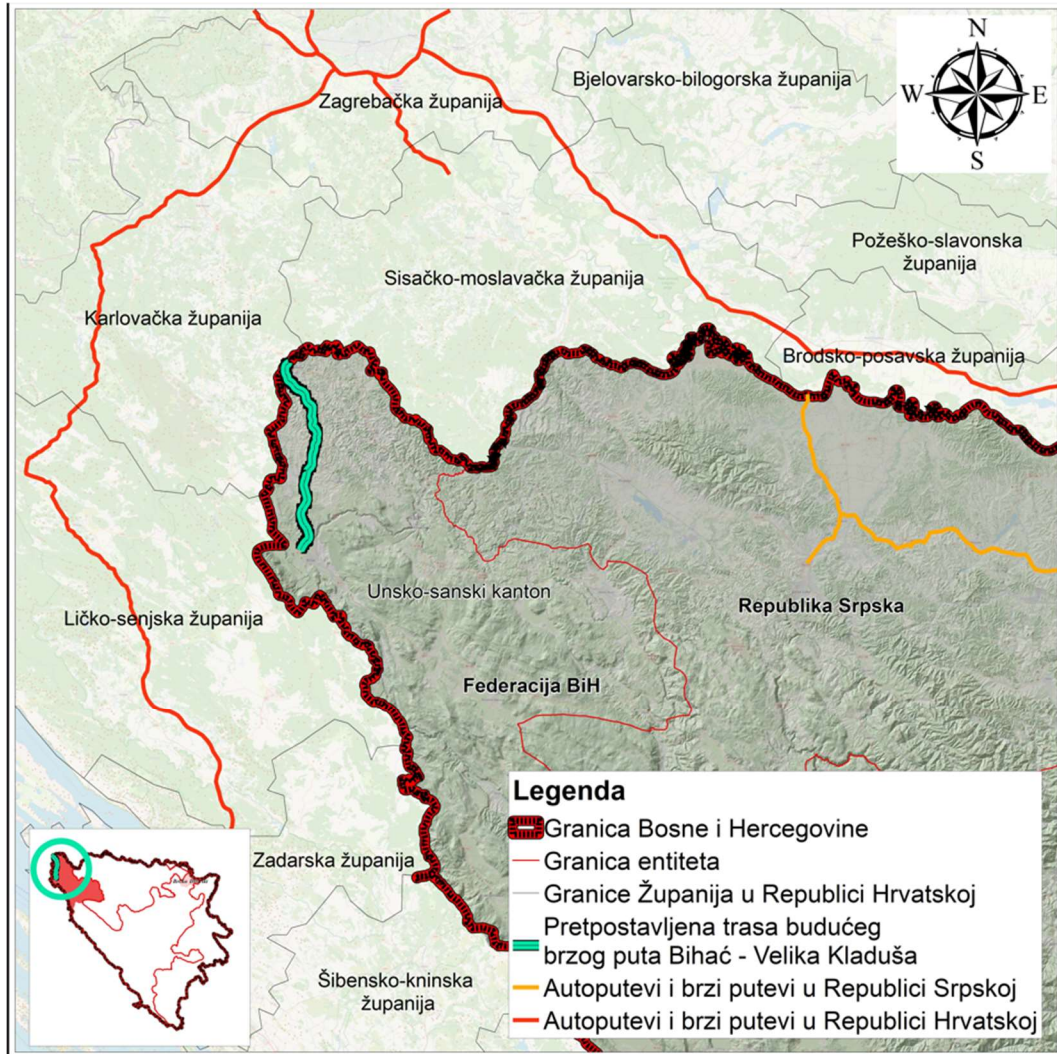 N
W
E
S
Bjelovarsko-bilogorska županija
Zagrebačka županija
Požeško-slavonska
županija
Sisačko-moslavačka županija
Karlovačka županija
Brodsko-posavska županija
Unsko-sanski kanton
Republika Srpska
Ličko-senjska županija
Federacija BiH
Zadarska županija
Šibensko-kninska
županija
Legenda
Granica Bosne i Hercegovine
Granica entiteta
Granice Županija u Republici Hrvatskoj
Pretpostavljena trasa budućeg
brzog puta Bihać - Velika Kladuša
Autoputevi i brzi putevi u Republici Srpskoj
Autoputevi i brzi putevi u Republici Hrvatskoj